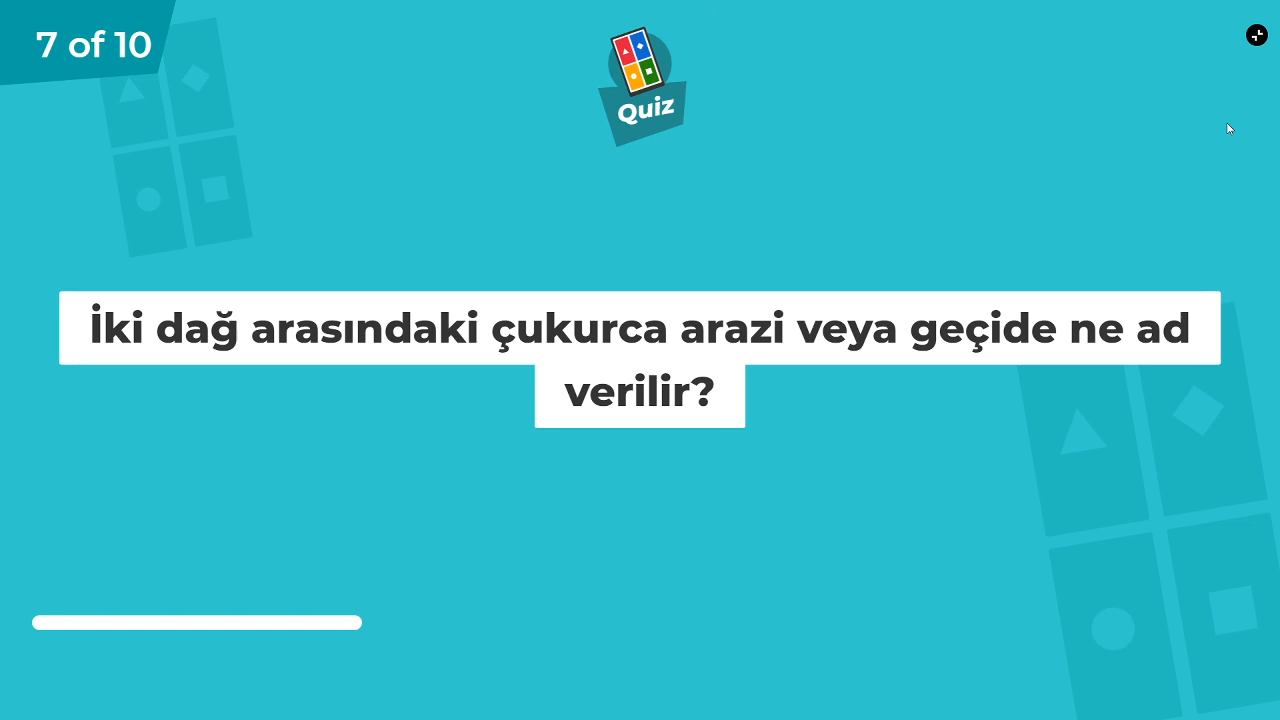 7 of 10
Quiz
İki dağ arasındaki çukurca arazi veya geçide ne ad
verilir?